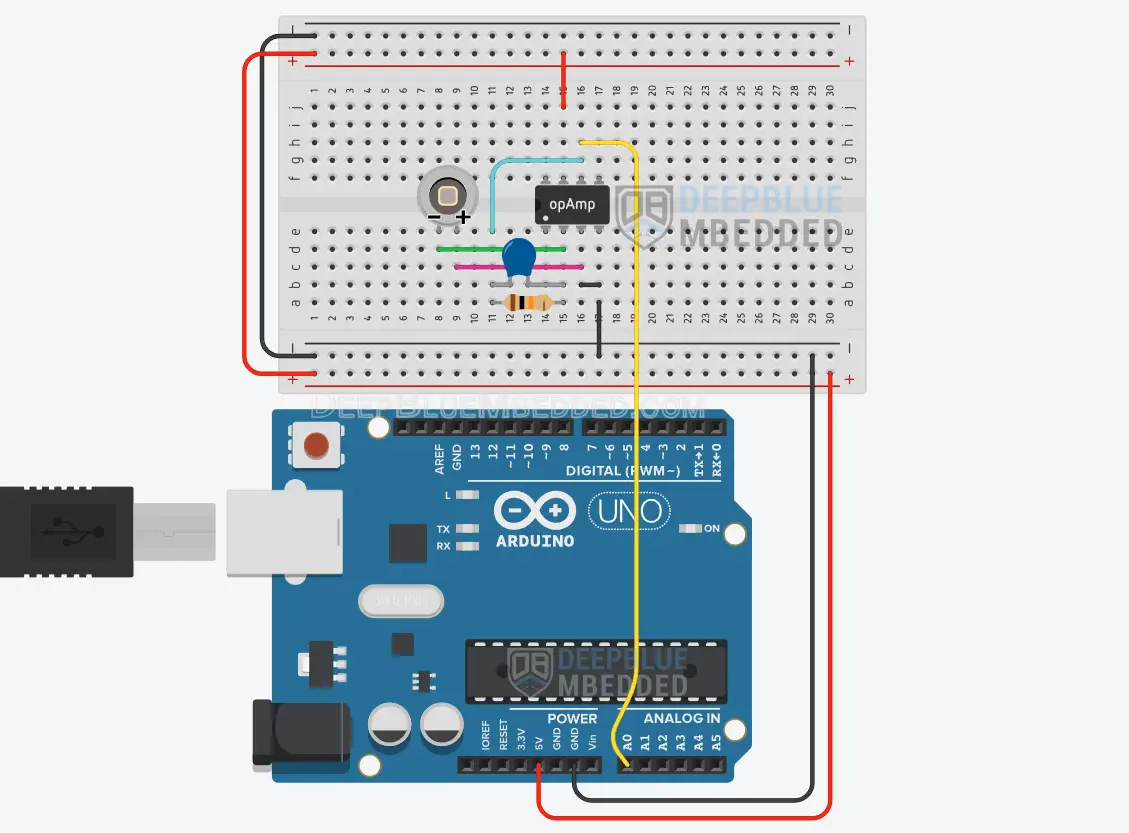 − −
+ +
1 2 3 4 5 6 7 8 9 10 11 12 13 14 15 16 17 18 19 20 21 22 23 24 25 26 27 28 29 30
j j
i i
h h
g g
f f
opAmp
DEEPBLUE
MBEDDED
− +
e e
d d
c c
b b
a a
1 2 3 4 5 6 7 8 9 10 11 12 13 14 15 16 17 18 19 20 21 22 23 24 25 26 27 28 29 30
− −
+ +
DEEPBLUEMBEDDED.COM
AREF GND 13 12 ~11 ~10 ~9 8 7 ~6 ~5 4 ~3 2 TX→1 RX←0
DIGITAL (PWM~)
L
TX
RX
UNO
ON
ARDUINO
DEEPBLUE
MBEDDED
POWER ANALOG IN
IOREF RESET 3.3V 5V GND GND Vin A0 A1 A2 A3 A4 A5